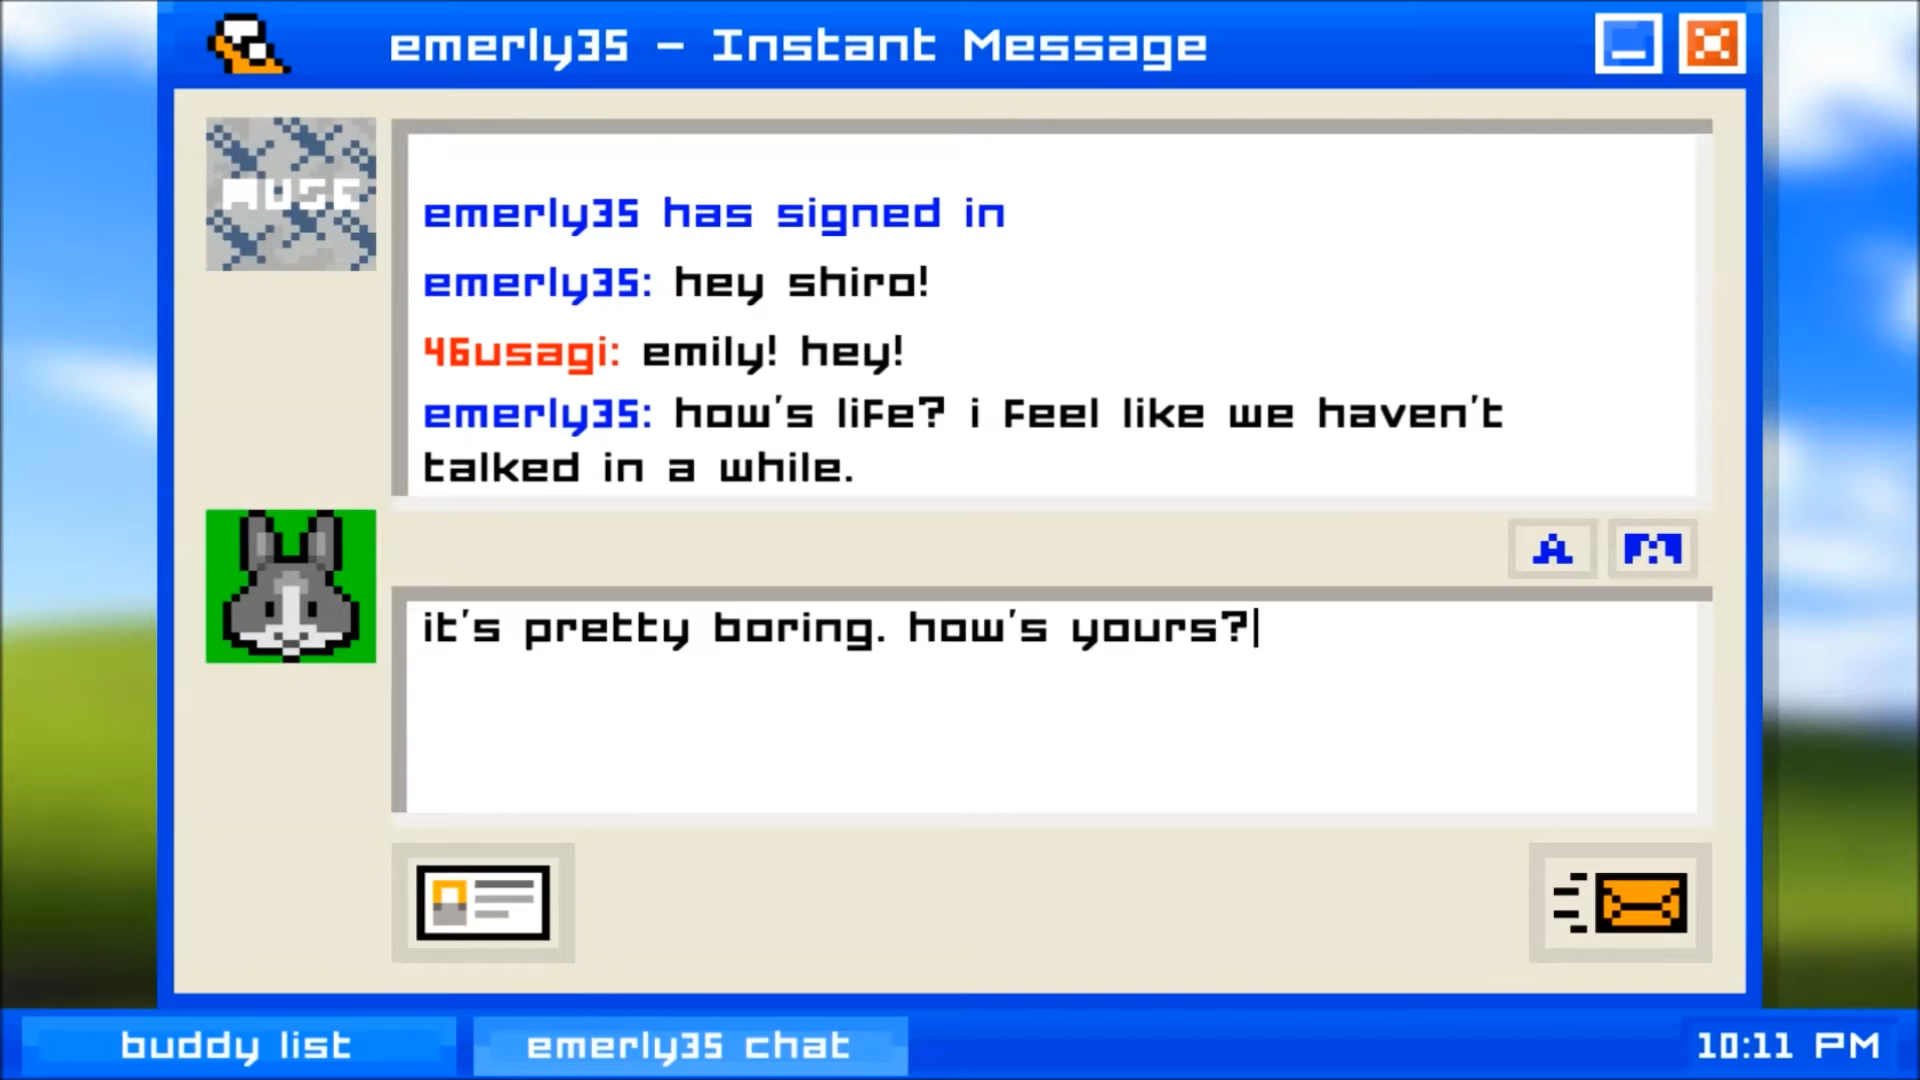 emerly35 – Instant Message
MUSE
emerly35 has signed in
emerly35: hey shiro!
46usagi: emily! hey!
emerly35: how's life? i feel like we haven't
talked in a while.
A
it's pretty boring. how's yours?
buddy list
emerly35 chat
10:11 PM